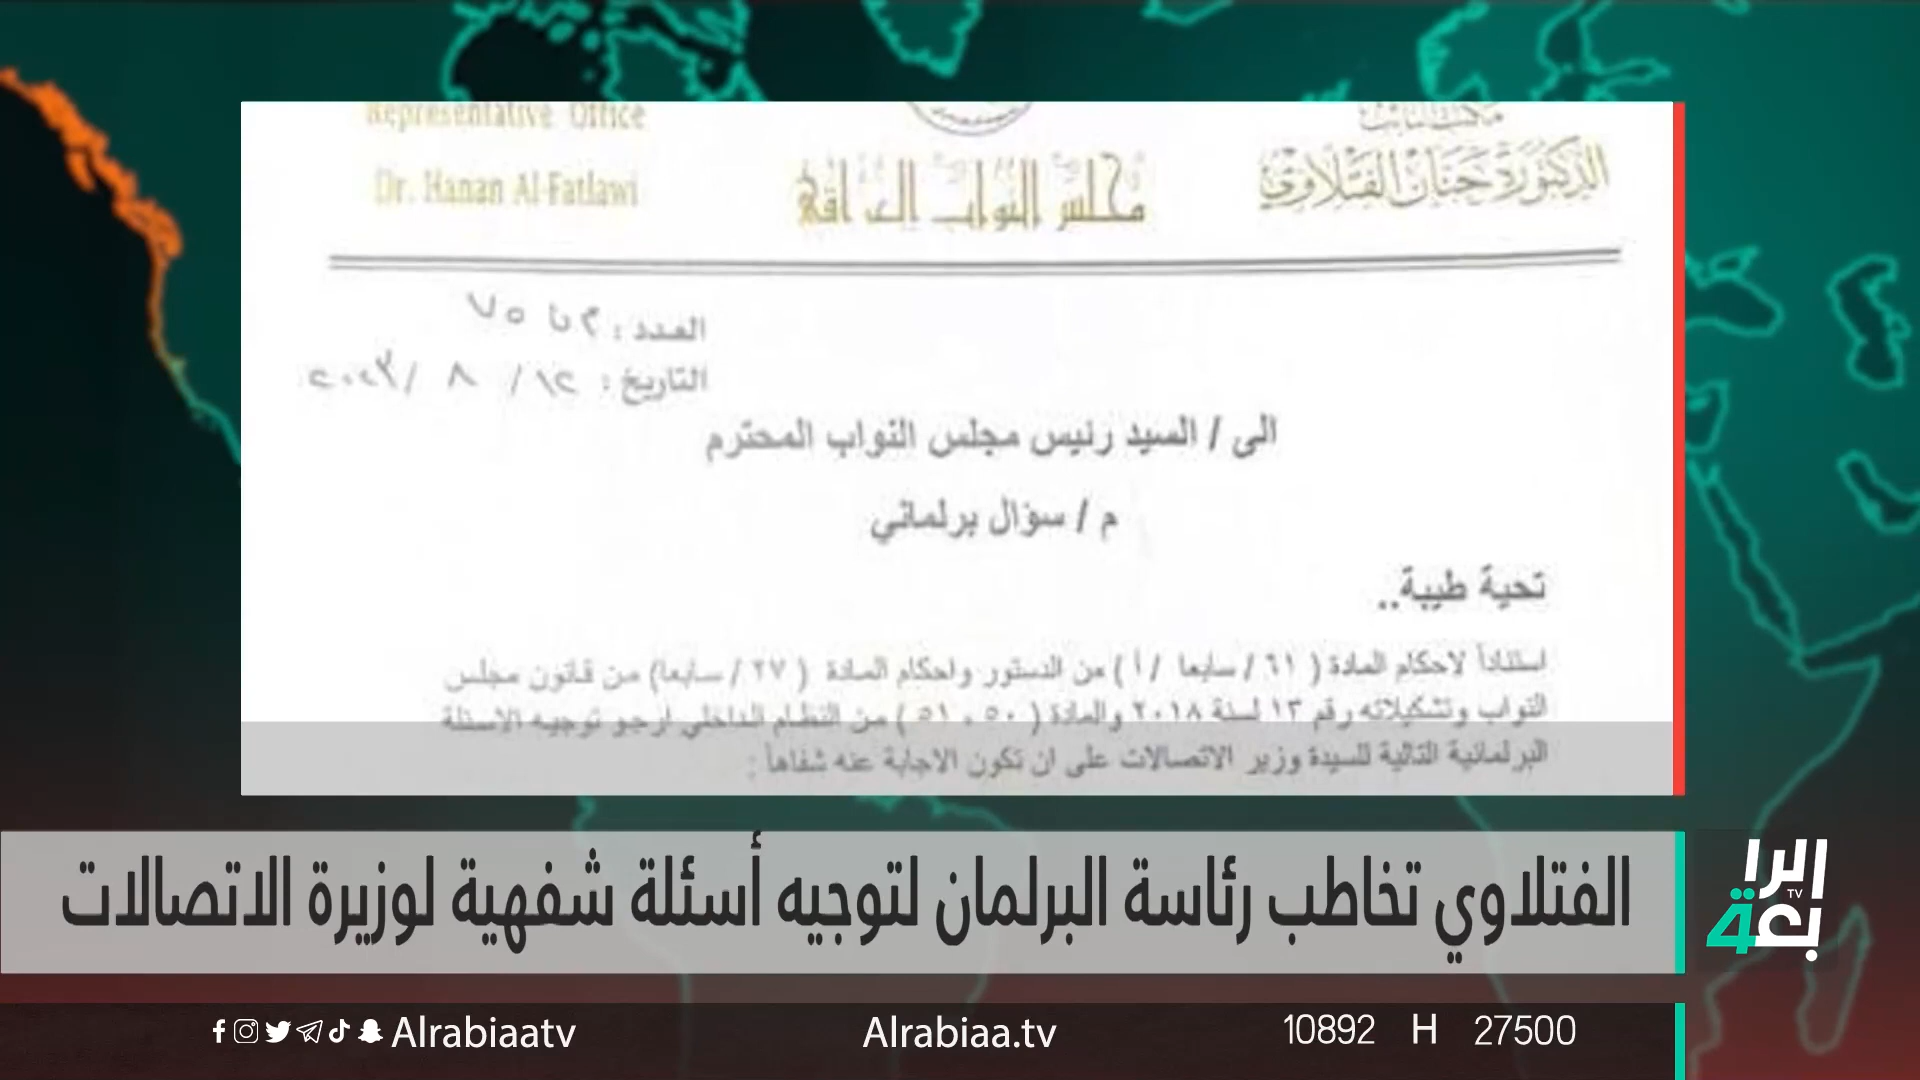 Representative Office
Dr. Hanan Al-Fatlawi
مجلس النواب العراقي
مكتب النائب
الدكتورة حنان الفتلاوي
العدد : م ن ٧٥
التاريخ : ١٢ / ٨ / ٢٠٢٣
الى / السيد رئيس مجلس النواب المحترم
م / سؤال برلماني
تحية طيبة..
استناداً لاحكام المادة ( ٦١ / سابعا / أ ) من الدستور واحكام المادة ( ٢٧ / سابعا) من قانون مجلس
النواب وتشكيلاته رقم ١٣ لسنة ٢٠١٨ والمادة ( ٥٠ ، ٥١ ) من النظام الداخلي ارجو توجيه الاسئلة
البرلمانية التالية للسيدة وزير الاتصالات على ان تكون الاجابة عنه شفاهاً :
الفتلاوي تخاطب رئاسة البرلمان لتوجيه أسئلة شفهية لوزيرة الاتصالات
الرابعة
TV
4
Alrabiaatv
Alrabiaa.tv
10892 H 27500